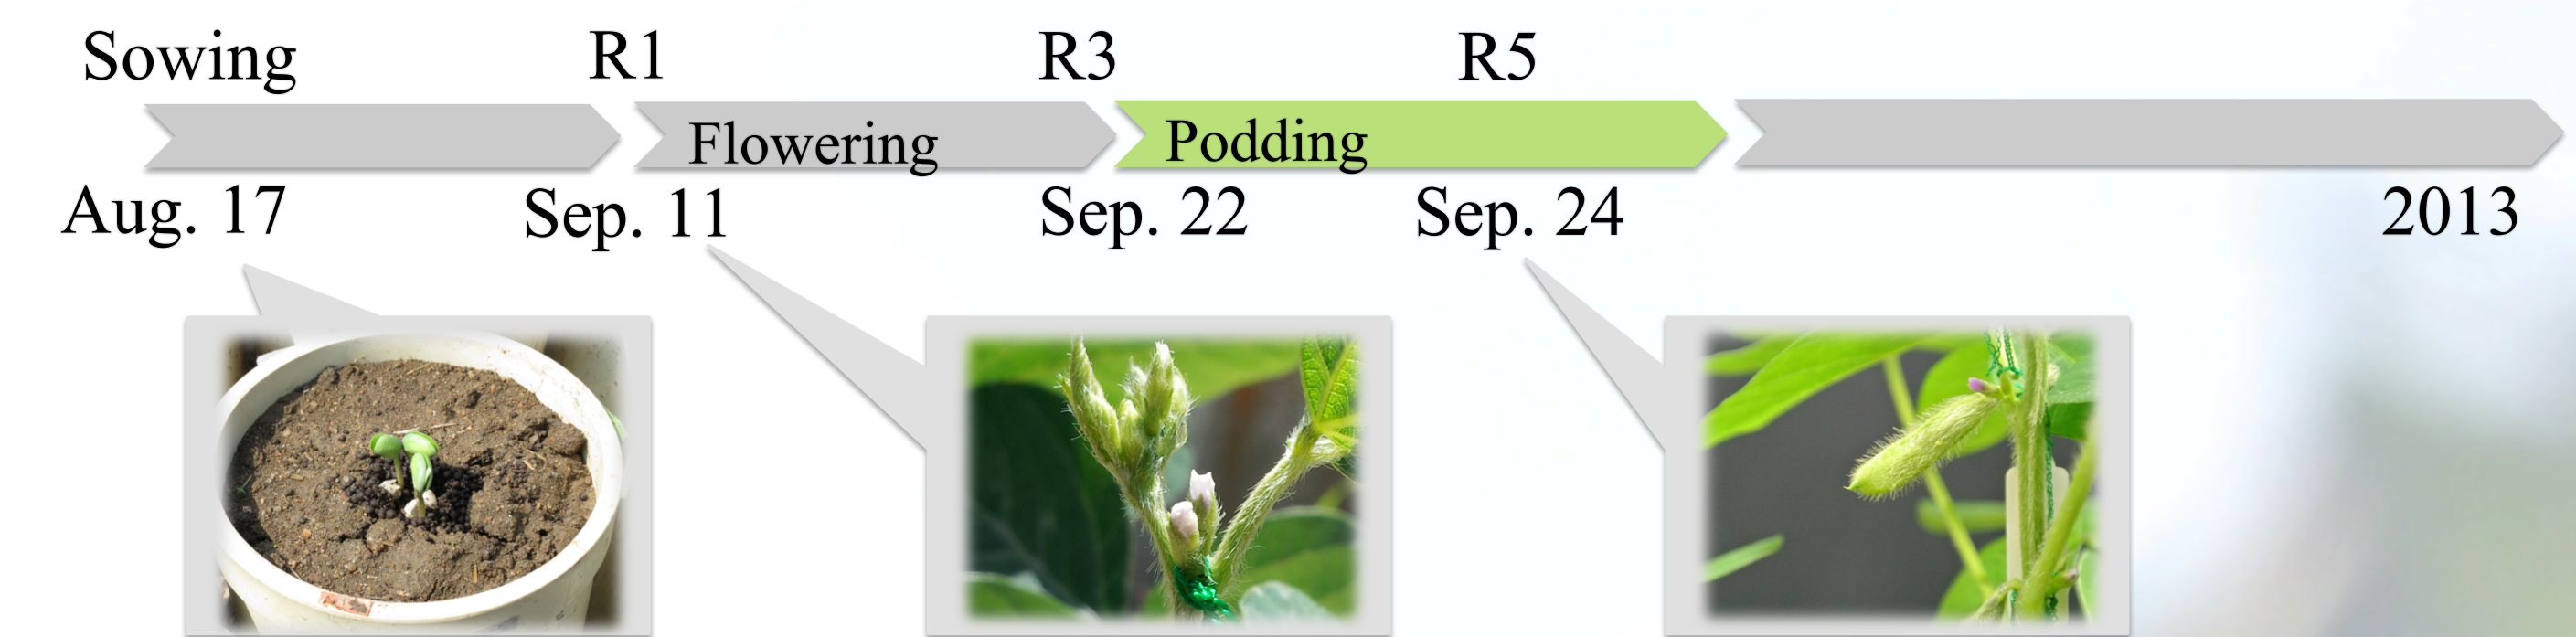 Sowing R1 R3 R5
Flowering Podding
Aug. 17 Sep. 11 Sep. 22 Sep. 24 2013